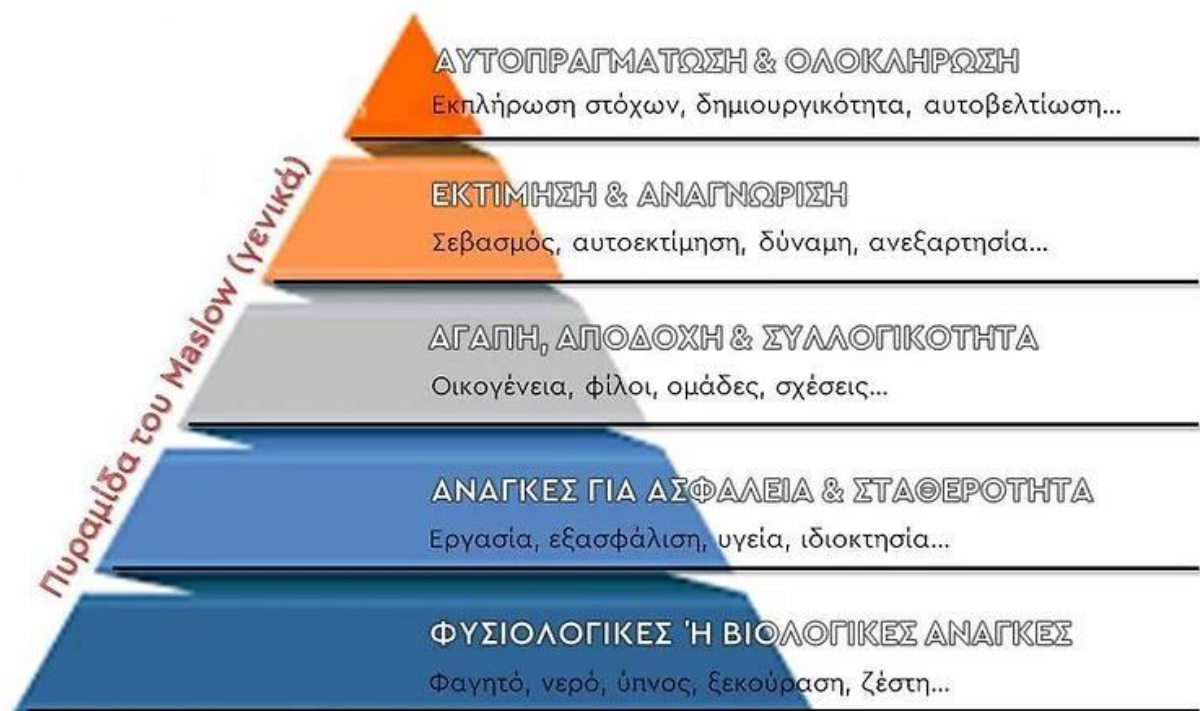 ΑΥΤΟΠΡΑΓΜΑΤΩΣΗ & ΟΛΟΚΛΗΡΩΣΗ
Εκπλήρωση στόχων, δημιουργικότητα, αυτοβελτίωση...
ΕΚΤΙΜΗΣΗ & ΑΝΑΓΝΩΡΙΣΗ
Σεβασμός, αυτοεκτίμηση, δύναμη, ανεξαρτησία...
ΑΓΑΠΗ, ΑΠΟΔΟΧΗ & ΣΥΛΛΟΓΙΚΟΤΗΤΑ
Οικογένεια, φίλοι, ομάδες, σχέσεις...
ΑΝΑΓΚΕΣ ΓΙΑ ΑΣΦΑΛΕΙΑ & ΣΤΑΘΕΡΟΤΗΤΑ
Εργασία, εξασφάλιση, υγεία, ιδιοκτησία...
ΦΥΣΙΟΛΟΓΙΚΕΣ Ή ΒΙΟΛΟΓΙΚΕΣ ΑΝΑΓΚΕΣ
Φαγητό, νερό, ύπνος, ξεκούραση, ζέστη...
Πυραμίδα του Maslow (γενικά)